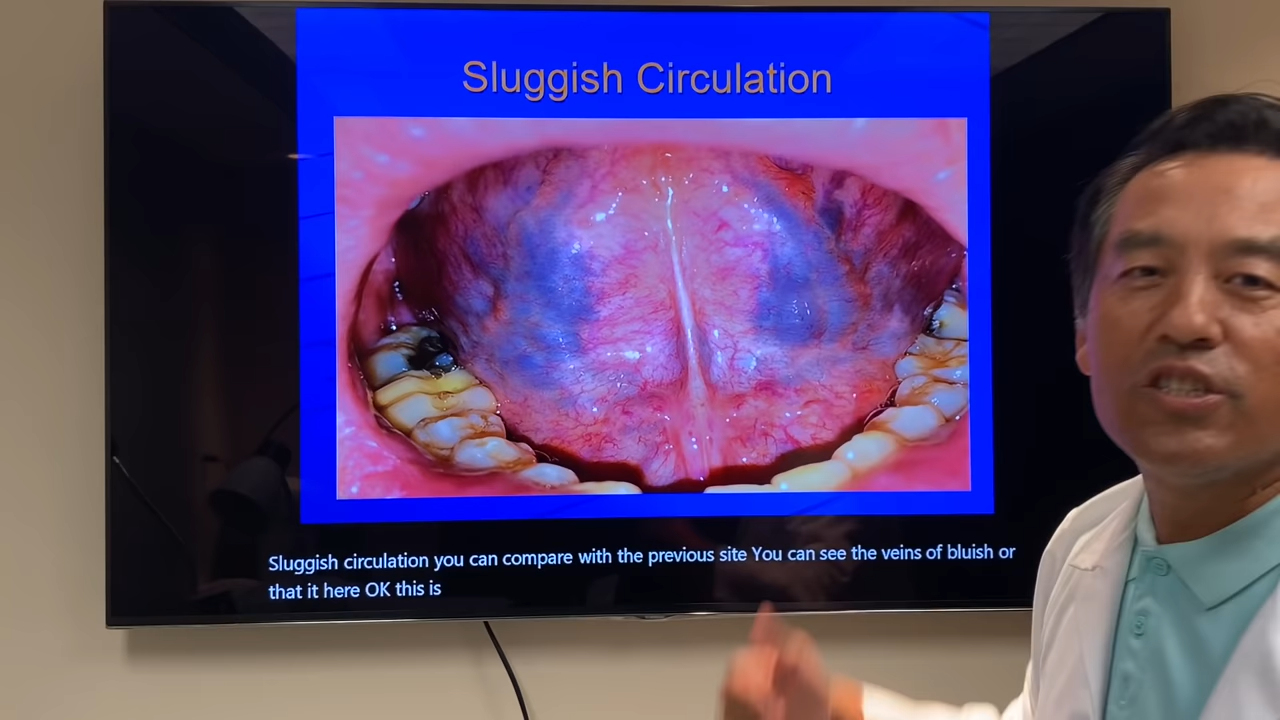 Sluggish Circulation
Sluggish circulation you can compare with the previous site You can see the veins of bluish or
that it here OK this is